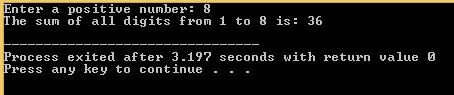 Enter a positive number: 8
The sum of all digits from 1 to 8 is: 36
--------------------------------
Process exited after 3.197 seconds with return value 0
Press any key to continue . . .